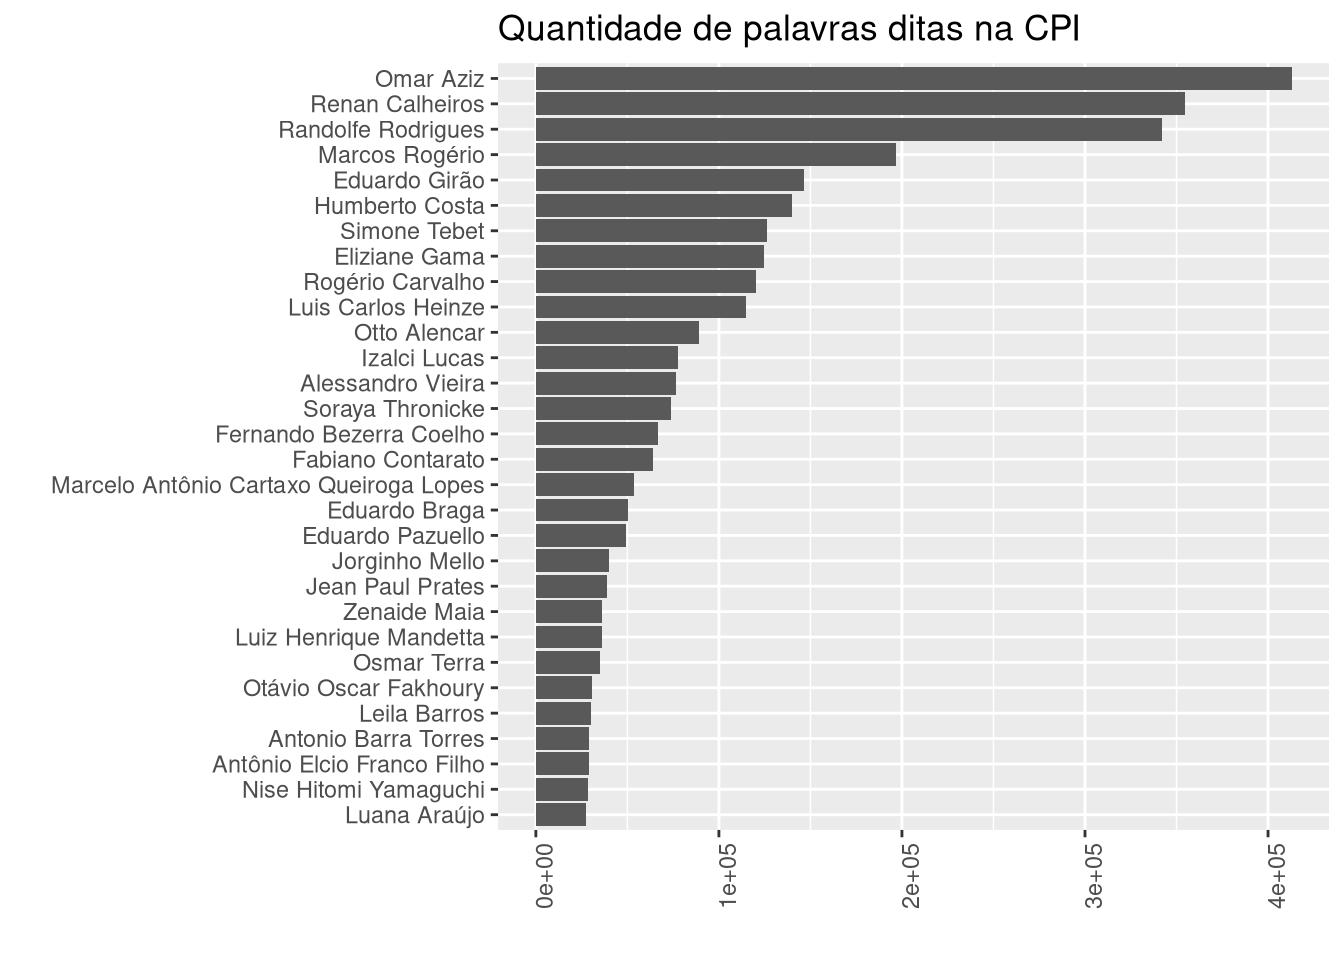 Quantidade de palavras ditas na CPI
Omar Aziz
Renan Calheiros
Randolfe Rodrigues
Marcos Rogério
Eduardo Girão
Humberto Costa
Simone Tebet
Eliziane Gama
Rogério Carvalho
Luis Carlos Heinze
Otto Alencar
Izalci Lucas
Alessandro Vieira
Soraya Thronicke
Fernando Bezerra Coelho
Fabiano Contarato
Marcelo Antônio Cartaxo Queiroga Lopes
Eduardo Braga
Eduardo Pazuello
Jorginho Mello
Jean Paul Prates
Zenaide Maia
Luiz Henrique Mandetta
Osmar Terra
Otávio Oscar Fakhoury
Leila Barros
Antonio Barra Torres
Antônio Elcio Franco Filho
Nise Hitomi Yamaguchi
Luana Araújo
0e+00
1e+05
2e+05
3e+05
4e+05